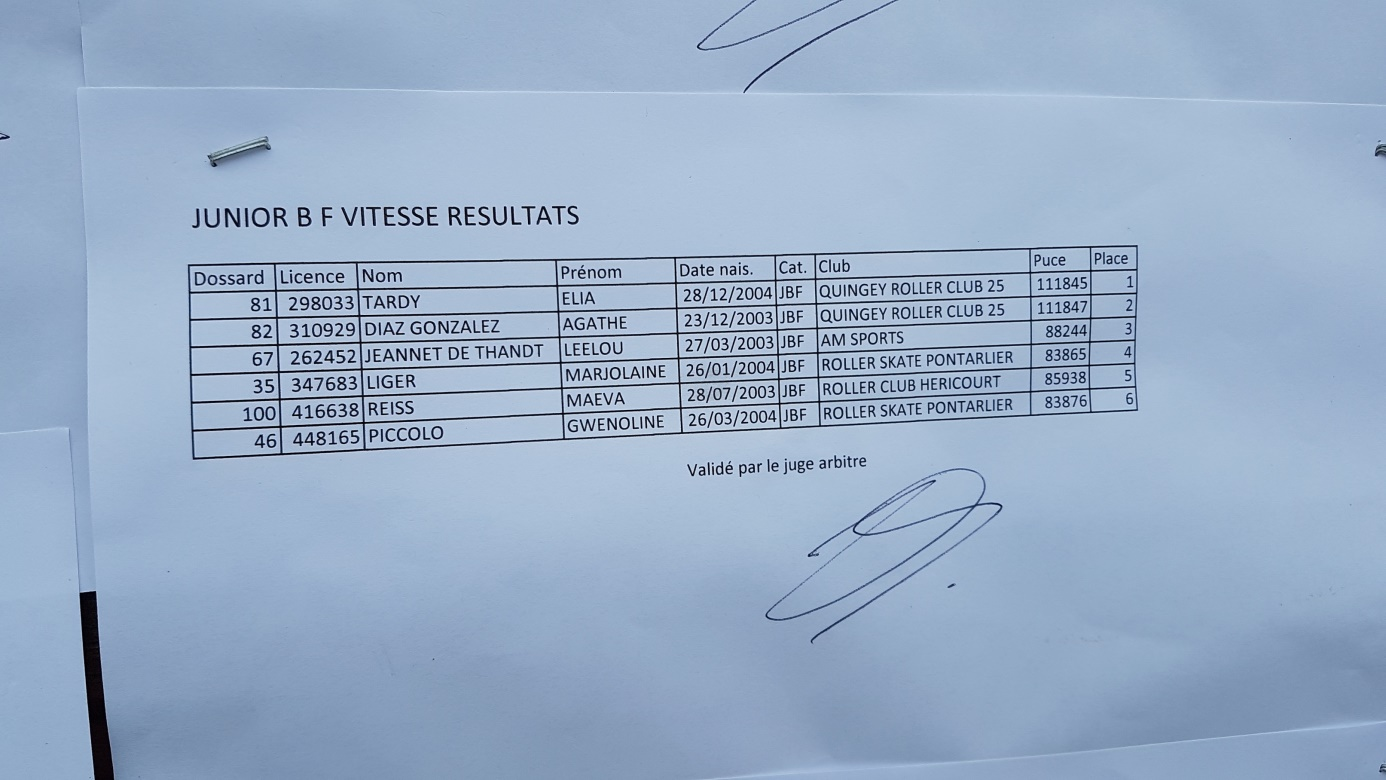 JUNIOR B F VITESSE RESULTATS
Dossard Licence Nom Prénom Date nais. Cat. Club Puce Place
81 298033 TARDY ELIA 28/12/2004 JBF QUINGEY ROLLER CLUB 25 111845 1
82 310929 DIAZ GONZALEZ AGATHE 23/12/2003 JBF QUINGEY ROLLER CLUB 25 111847 2
67 262452 JEANNET DE THANDT LEELOU 27/03/2003 JBF AM SPORTS 88244 3
35 347683 LIGER MARJOLAINE 26/01/2004 JBF ROLLER SKATE PONTARLIER 83865 4
100 416638 REISS MAEVA 28/07/2003 JBF ROLLER CLUB HERICOURT 85938 5
46 448165 PICCOLO GWENOLINE 26/03/2004 JBF ROLLER SKATE PONTARLIER 83876 6
Validé par le juge arbitre